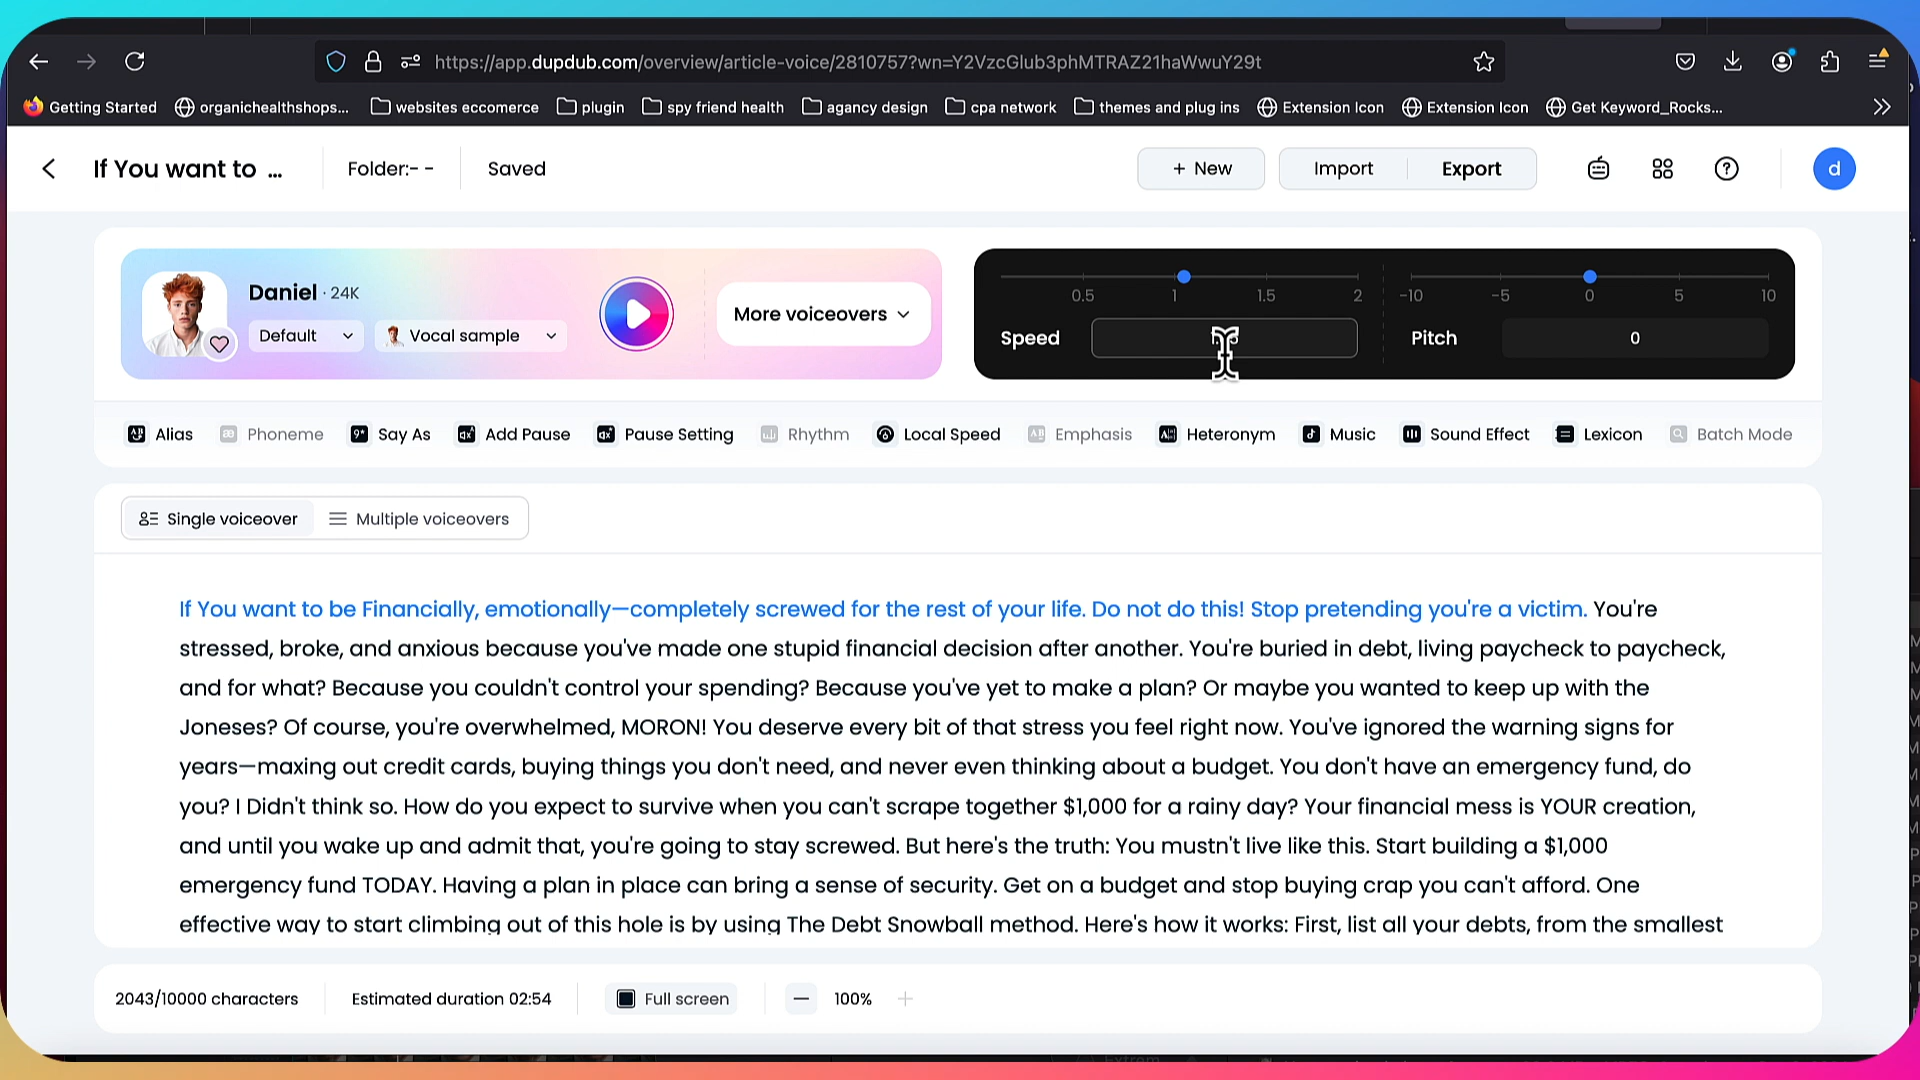 https://app.dupdub.com/overview/article-voice/2810757?wn=Y2VzcGlub3phMTRAZ21haWwuY29t
Getting Started organichealthshops... websites eccomerce plugin spy friend health agancy design cpa network themes and plug ins Extension Icon Extension Icon Get Keyword_Rocks...
If You want to ... Folder:- - Saved + New Import Export d
Daniel · 24K
Default Vocal sample More voiceovers
0.5 1 1.5 2 -10 -5 0 5 10
Speed Pitch 0
Alias Phoneme Say As Add Pause Pause Setting Rhythm Local Speed Emphasis Heteronym Music Sound Effect Lexicon Batch Mode
Single voiceover Multiple voiceovers
If You want to be Financially, emotionally—completely screwed for the rest of your life. Do not do this! Stop pretending you're a victim. You're
stressed, broke, and anxious because you've made one stupid financial decision after another. You're buried in debt, living paycheck to paycheck,
and for what? Because you couldn't control your spending? Because you've yet to make a plan? Or maybe you wanted to keep up with the
Joneses? Of course, you're overwhelmed, MORON! You deserve every bit of that stress you feel right now. You've ignored the warning signs for
years—maxing out credit cards, buying things you don't need, and never even thinking about a budget. You don't have an emergency fund, do
you? I Didn't think so. How do you expect to survive when you can't scrape together $1,000 for a rainy day? Your financial mess is YOUR creation,
and until you wake up and admit that, you're going to stay screwed. But here's the truth: You mustn't live like this. Start building a $1,000
emergency fund TODAY. Having a plan in place can bring a sense of security. Get on a budget and stop buying crap you can't afford. One
effective way to start climbing out of this hole is by using The Debt Snowball method. Here's how it works: First, list all your debts, from the smallest
2043/10000 characters Estimated duration 02:54 Full screen 100%